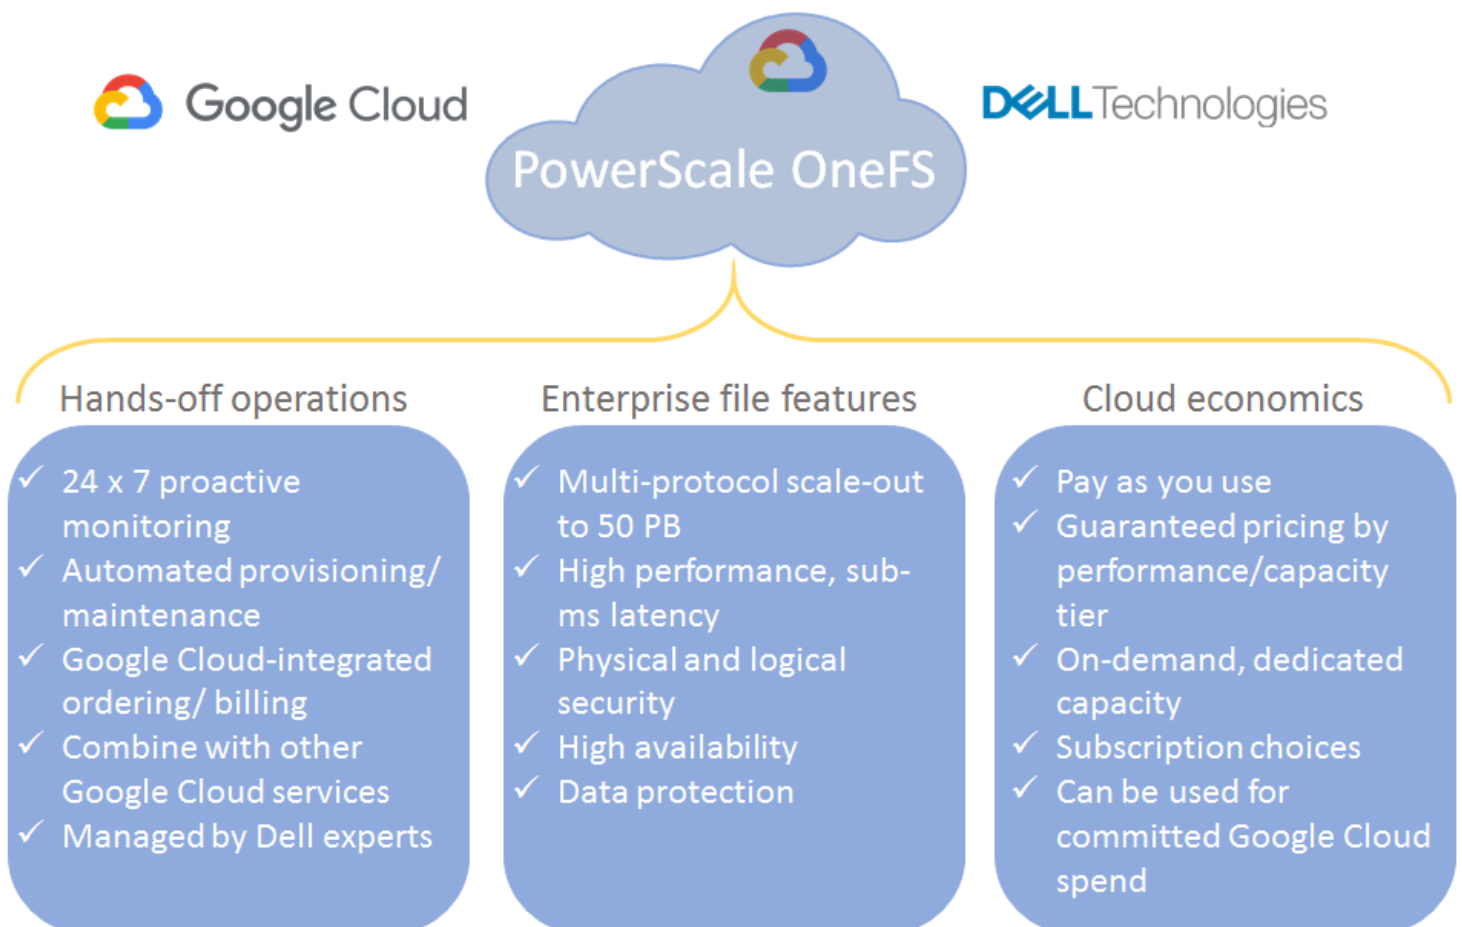 Google Cloud
DELL Technologies
PowerScale OneFS
Hands-off operations
✓ 24 x 7 proactive
monitoring
✓ Automated provisioning/
maintenance
✓ Google Cloud-integrated
ordering/ billing
✓ Combine with other
Google Cloud services
✓ Managed by Dell experts
Enterprise file features
✓ Multi-protocol scale-out
to 50 PB
✓ High performance, sub-
ms latency
✓ Physical and logical
security
✓ High availability
✓ Data protection
Cloud economics
✓ Pay as you use
✓ Guaranteed pricing by
performance/capacity
tier
✓ On-demand, dedicated
capacity
✓ Subscription choices
✓ Can be used for
committed Google Cloud
spend